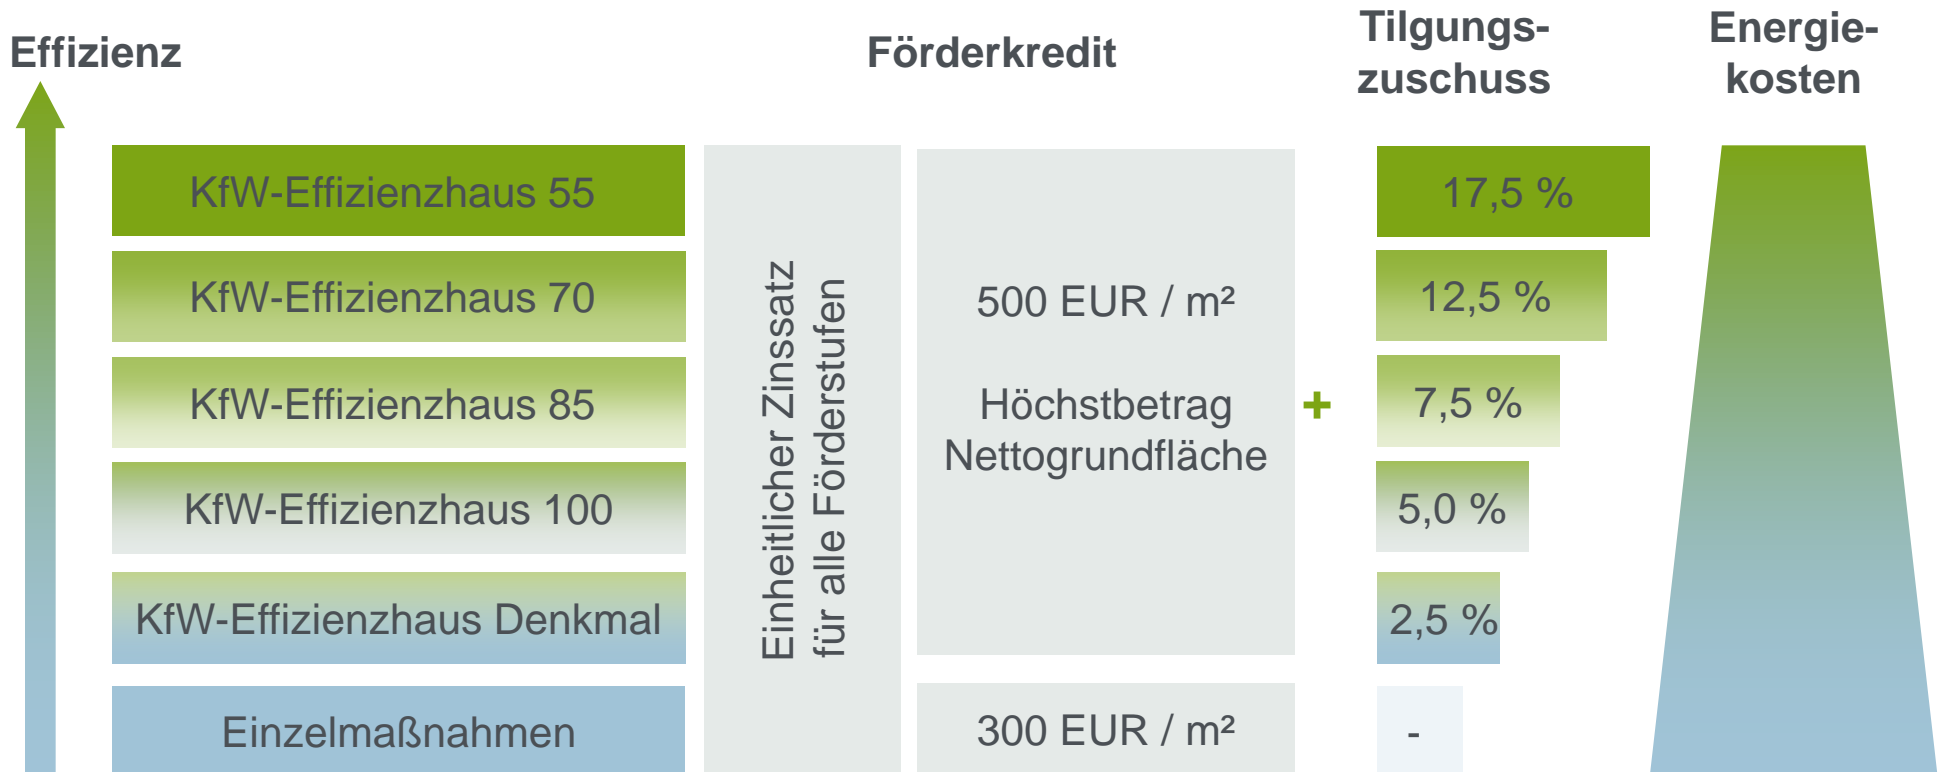 Effizienz
Förderkredit
Tilgungs-
zuschuss
Energie-
kosten
KfW-Effizienzhaus 55
KfW-Effizienzhaus 70
KfW-Effizienzhaus 85
KfW-Effizienzhaus 100
KfW-Effizienzhaus Denkmal
Einzelmaßnahmen
Einheitlicher Zinssatz
für alle Förderstufen
500 EUR / m²
Höchstbetrag
Nettogrundfläche
300 EUR / m²
+
17,5 %
12,5 %
7,5 %
5,0 %
2,5 %
-